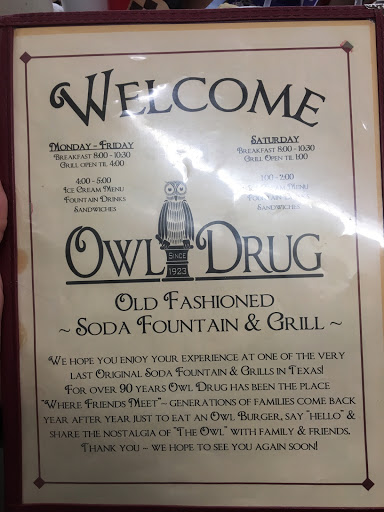 WELCOME
MONDAY - FRIDAY
BREAKFAST 8:00 - 10:30
GRILL OPEN TIL 4:00
4:00 - 5:00
ICE CREAM MENU
FOUNTAIN DRINKS
SANDWICHES
SATURDAY
BREAKFAST 8:00 - 10:30
GRILL OPEN TIL 1:00
1:00 - 2:00
ICE CREAM MENU
FOUNTAIN DRINKS
SANDWICHES
OWL DRUG
SINCE
1923
OLD FASHIONED
~ SODA FOUNTAIN & GRILL ~
WE HOPE YOU ENJOY YOUR EXPERIENCE AT ONE OF THE VERY
LAST ORIGINAL SODA FOUNTAIN & GRILLS IN TEXAS!
FOR OVER 90 YEARS OWL DRUG HAS BEEN THE PLACE
"WHERE FRIENDS MEET"~ GENERATIONS OF FAMILIES COME BACK
YEAR AFTER YEAR JUST TO EAT AN OWL BURGER, SAY "HELLO" &
SHARE THE NOSTALGIA OF "THE OWL" WITH FAMILY & FRIENDS.
THANK YOU ~ WE HOPE TO SEE YOU AGAIN SOON!